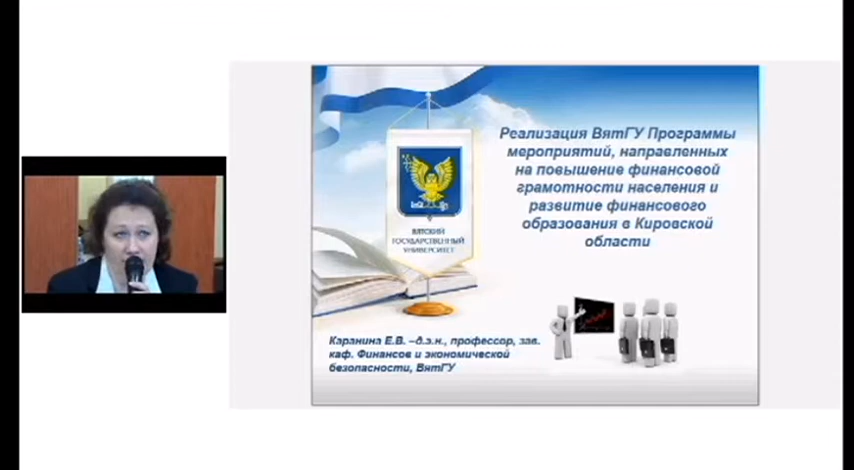 Реализация ВятГУ Программы
мероприятий, направленных
на повышение финансовой
грамотности населения и
развитие финансового
образования в Кировской
области
ВЯТСКИЙ
ГОСУДАРСТВЕННЫЙ
УНИВЕРСИТЕТ
Каранина Е.В. –д.э.н., профессор, зав.
каф. Финансов и экономической
безопасности, ВятГУ